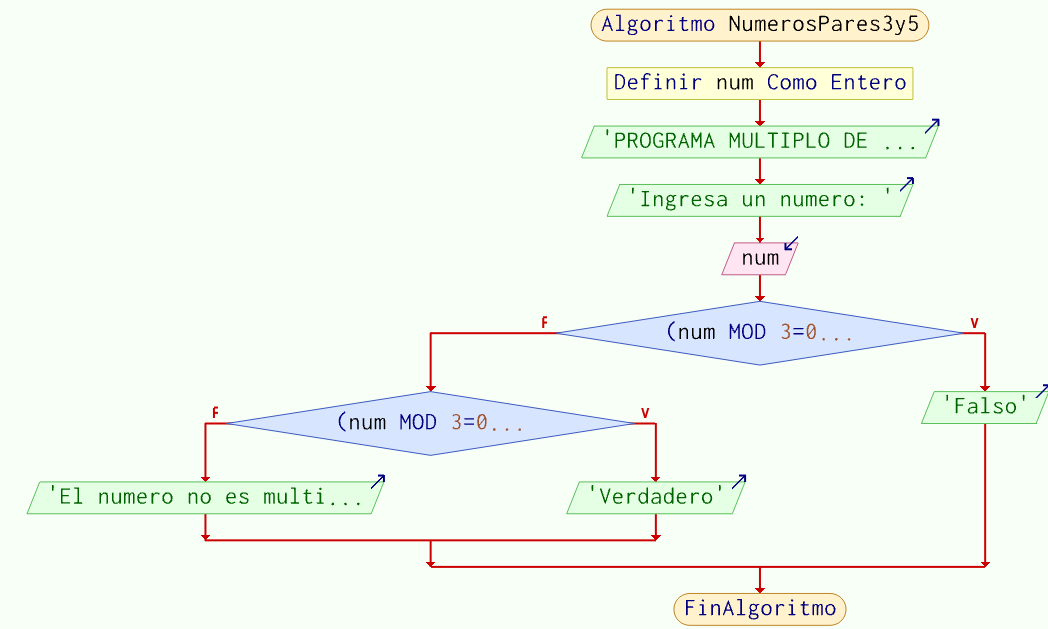 Algoritmo NumerosPares3y5
Definir num Como Entero
'PROGRAMA MULTIPLO DE ...
'Ingresa un numero: '
num
F
(num MOD 3=0...
V
F
(num MOD 3=0...
V
'Falso'
'El numero no es multi...
'Verdadero'
FinAlgoritmo